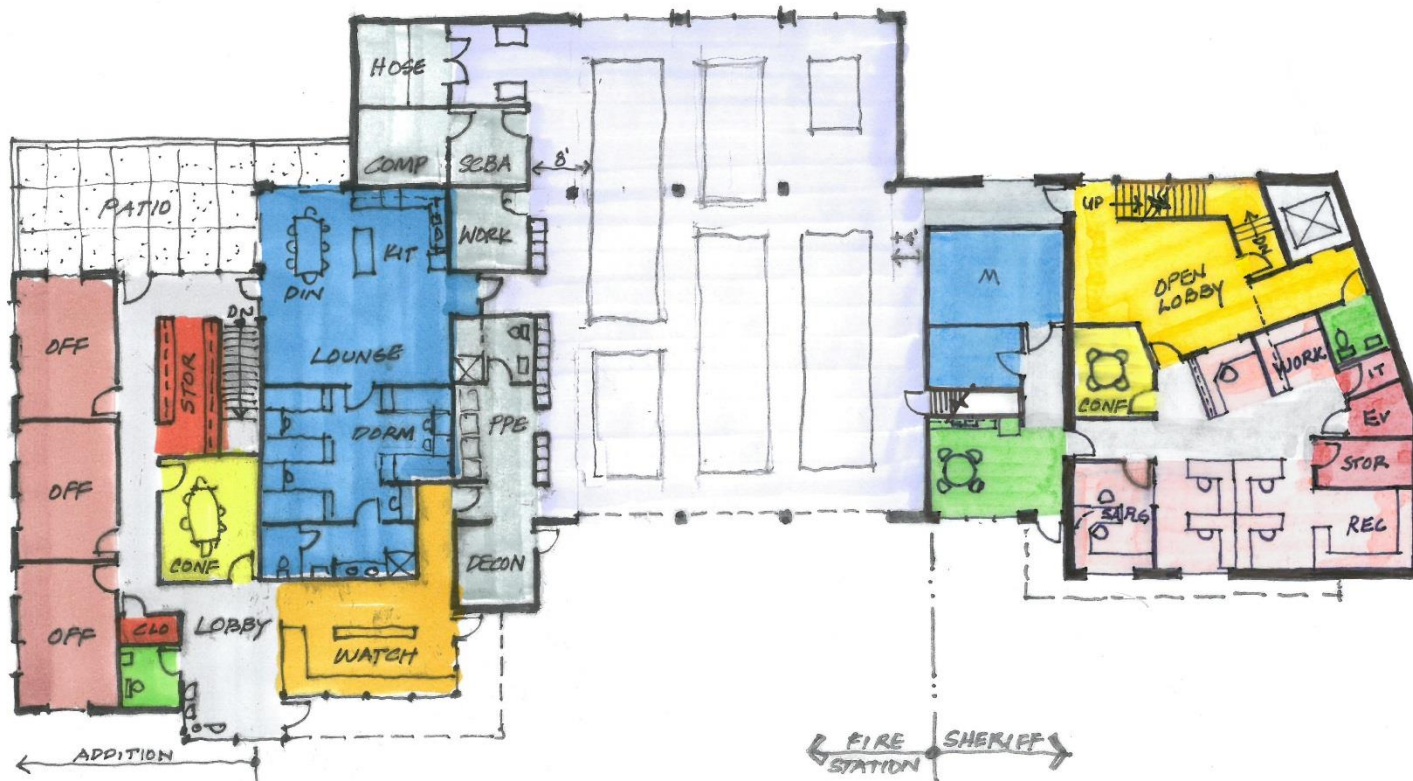 HOSE
COMP
SCBA
8'
PATIO
WORK
KIT
DIN
UP
DN
OPEN
LOBBY
M
OFF
DN
STOR
LOUNGE
WORK
IT
CONF
EV
DORM
PPE
OFF
STOR
CONF
SARG
REC
DECON
OFF
CLO
LOBBY
WATCH
ADDITION
FIRE
STATION
SHERIFF